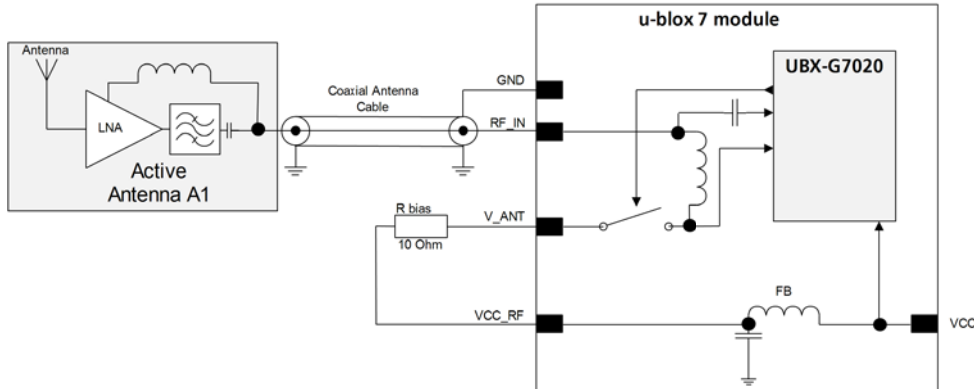 u-blox 7 module
Antenna
UBX-G7020
GND
Coaxial Antenna
Cable
RF_IN
LNA
Active
Antenna A1
R bias
V_ANT
10 Ohm
FB
VCC_RF
VCC